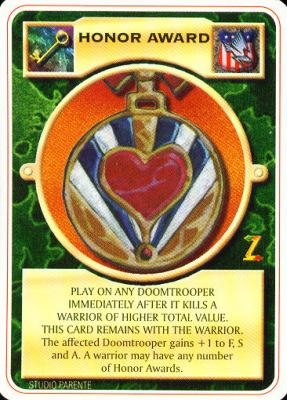 HONOR AWARD
Z
PLAY ON ANY DOOMTROOPER
IMMEDIATELY AFTER IT KILLS A
WARRIOR OF HIGHER TOTAL VALUE.
THIS CARD REMAINS WITH THE WARRIOR.
The affected Doomtrooper gains +1 to F, S
and A. A warrior may have any number
of Honor Awards.
STUDIO PARENTE